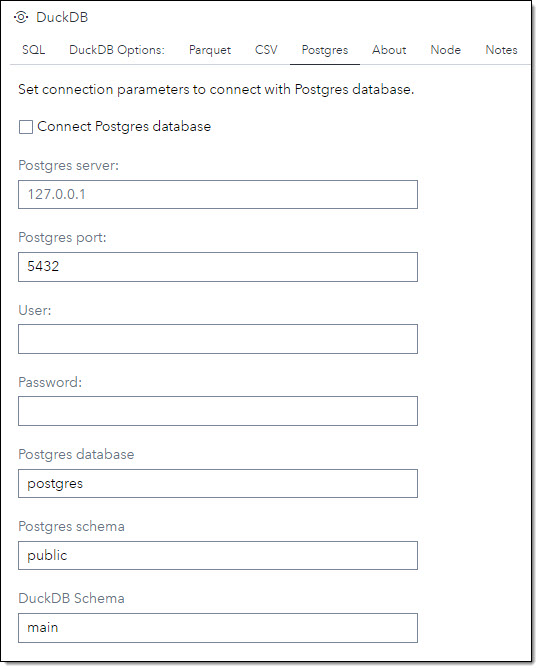 DuckDB
SQL DuckDB Options: Parquet CSV Postgres About Node Notes
Set connection parameters to connect with Postgres database.
Connect Postgres database
Postgres server:
127.0.0.1
Postgres port:
5432
User:
Password:
Postgres database
postgres
Postgres schema
public
DuckDB Schema
main